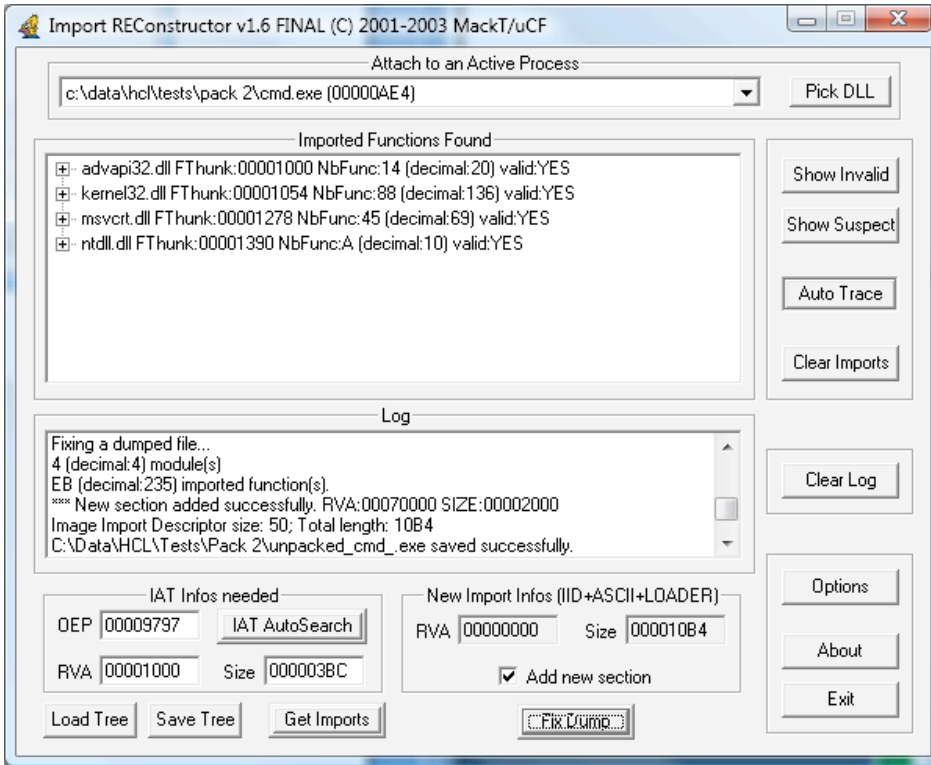 Import REConstructor v1.6 FINAL (C) 2001-2003 MackT/uCF
Attach to an Active Process
c:\data\hcl\tests\pack 2\cmd.exe (00000AE4)
Pick DLL
Imported Functions Found
advapi32.dll FThunk:00001000 NbFunc:14 (decimal:20) valid:YES
kernel32.dll FThunk:00001054 NbFunc:88 (decimal:136) valid:YES
msvcrt.dll FThunk:00001278 NbFunc:45 (decimal:69) valid:YES
ntdll.dll FThunk:00001390 NbFunc:A (decimal:10) valid:YES
Show Invalid
Show Suspect
Auto Trace
Clear Imports
Log
Fixing a dumped file...
4 (decimal:4) module(s)
EB (decimal:235) imported function(s).
*** New section added successfully. RVA:00070000 SIZE:00002000
Image Import Descriptor size: 50; Total length: 10B4
C:\Data\HCL\Tests\Pack 2\unpacked_cmd_.exe saved successfully.
Clear Log
IAT Infos needed
OEP 00009797 IAT AutoSearch
RVA 00001000 Size 000003BC
New Import Infos (IID+ASCII+LOADER)
RVA 00000000 Size 000010B4
Add new section
Options
About
Exit
Load Tree Save Tree Get Imports Fix Dump